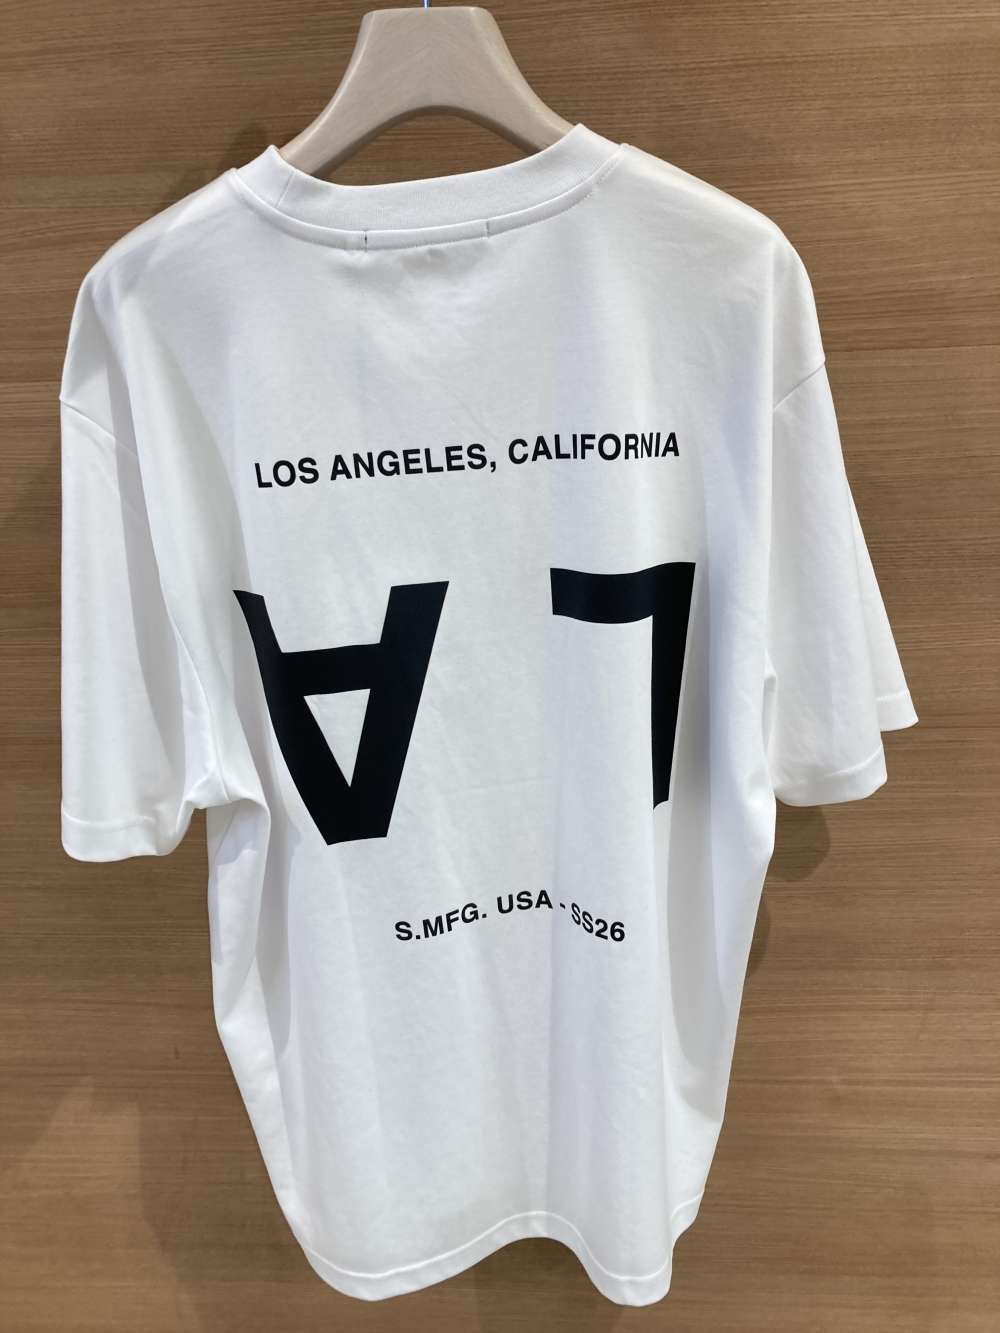 LOS ANGELES, CALIFORNIA
LA
S.MFG. USA - SS26